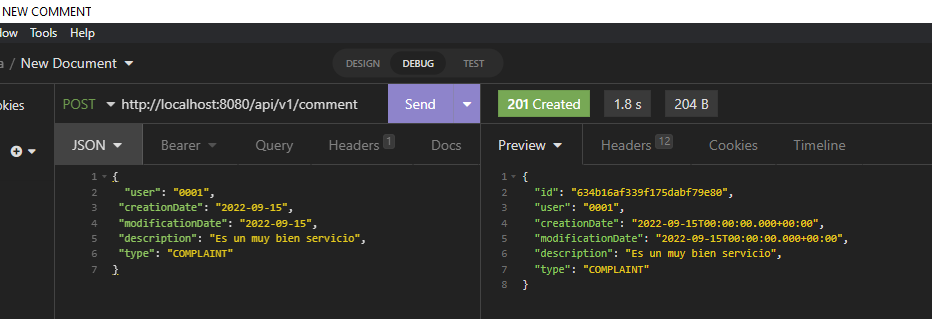 NEW COMMENT
dow Tools Help
a / New Document
DESIGN DEBUG TEST
okies
POST http://localhost:8080/api/v1/comment Send
201 Created 1.8 s 204 B
JSON Bearer Query Headers 1 Docs
Preview Headers 12 Cookies Timeline
1 {
2 "user": "0001",
3 "creationDate": "2022-09-15",
4 "modificationDate": "2022-09-15",
5 "description": "Es un muy bien servicio",
6 "type": "COMPLAINT"
7 }
1 {
2 "id": "634b16af339f175dabf79e80",
3 "user": "0001",
4 "creationDate": "2022-09-15T00:00:00.000+00:00",
5 "modificationDate": "2022-09-15T00:00:00.000+00:00",
6 "description": "Es un muy bien servicio",
7 "type": "COMPLAINT"
8 }